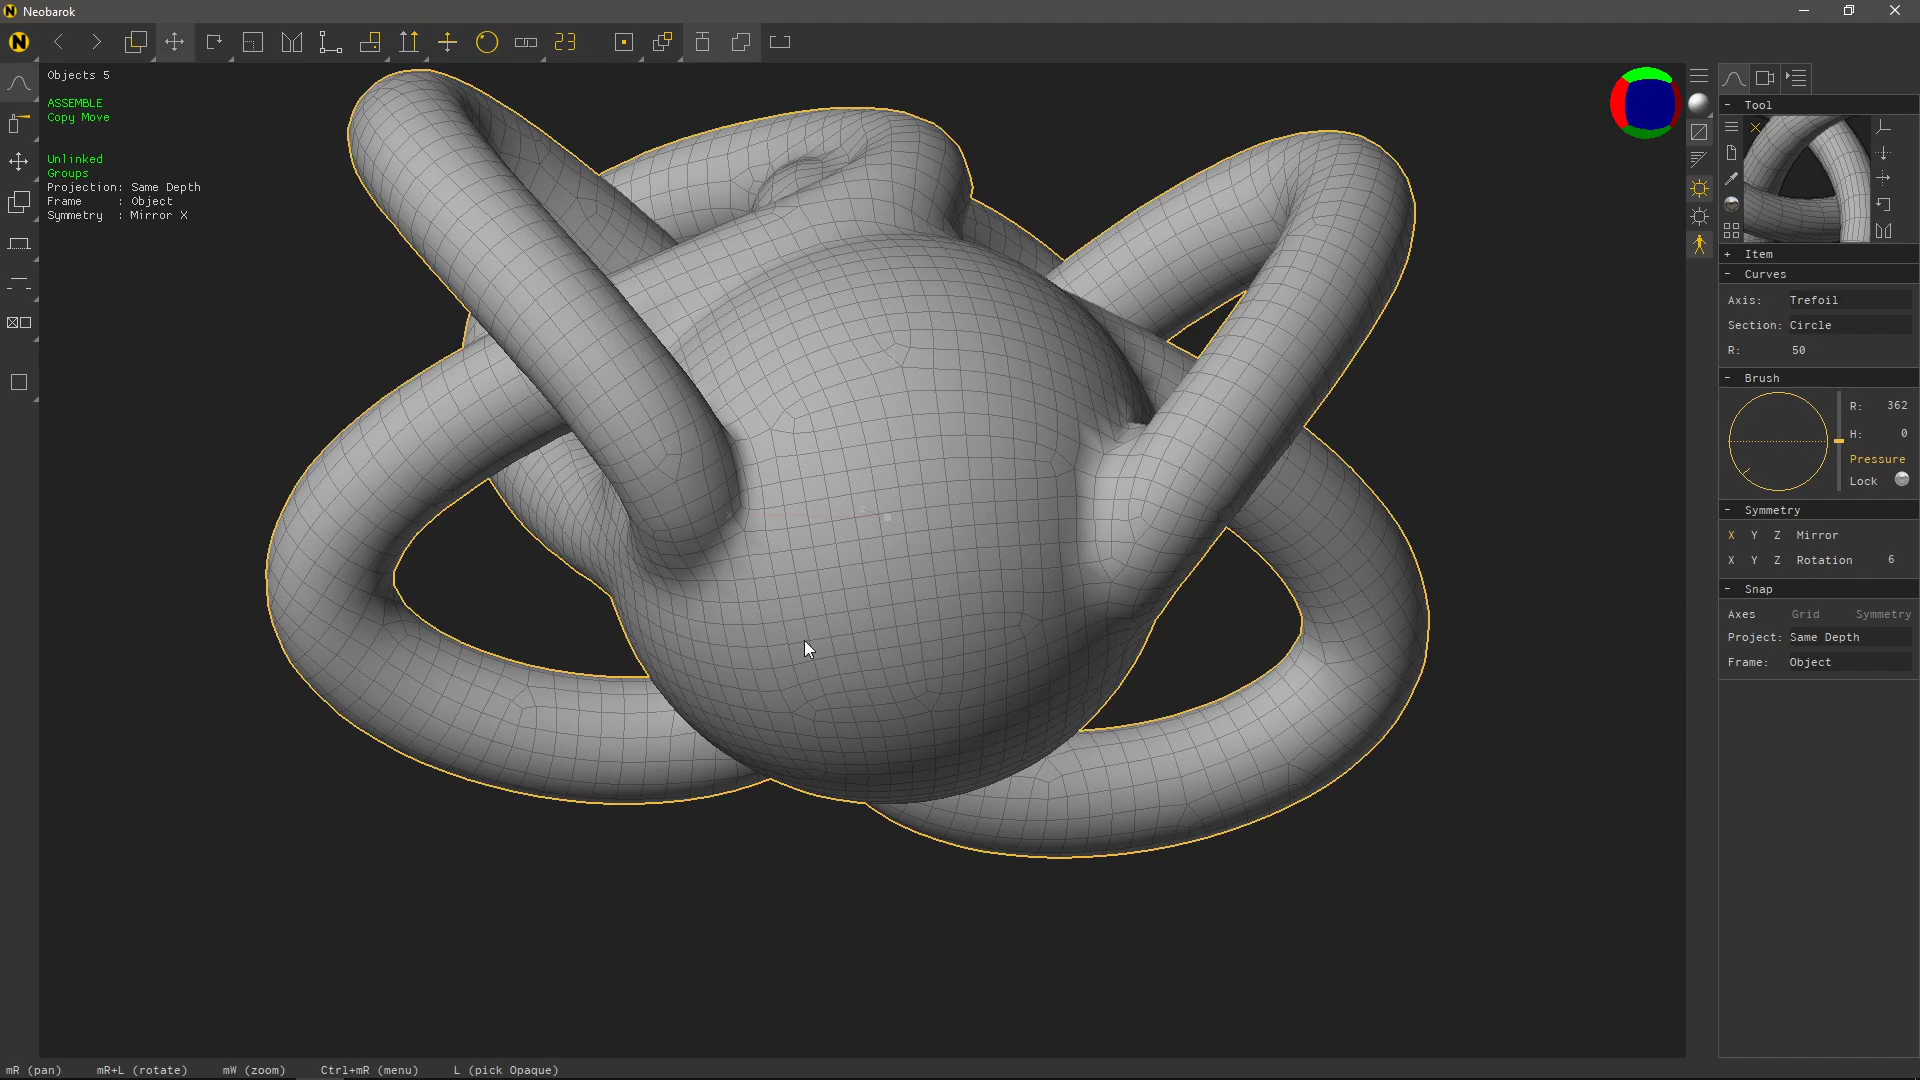 Neobarok
Objects 5
ASSEMBLE
Copy Move
Unlinked
Groups
Projection: Same Depth
Frame : Object
Symmetry : Mirror X
Tool
Item
Curves
Axis: Trefoil
Section: Circle
R: 50
Brush
R: 362
H: 0
Pressure
Lock
Symmetry
X Y Z Mirror
X Y Z Rotation 6
Snap
Axes Grid Symmetry
Project: Same Depth
Frame: Object
mR (pan) mR+L (rotate) mW (zoom) Ctrl+mR (menu) L (pick Opaque)